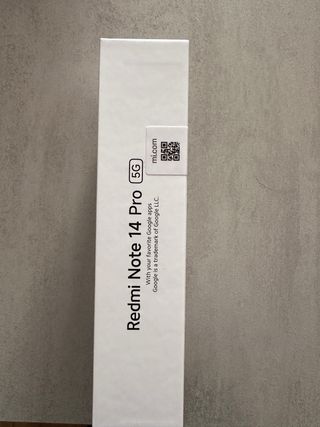 Redmi Note 14 Pro 5G
With your favorite Google apps
Google is a trademark of Google LLC.
mi.com